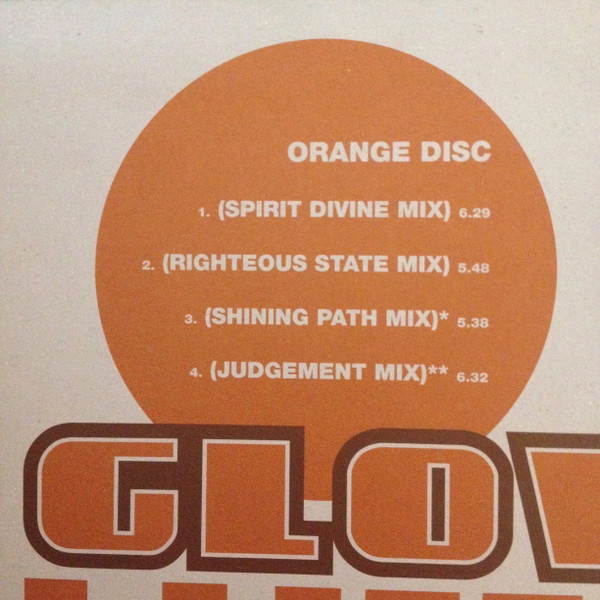 ORANGE DISC
1. (SPiRIT DIVINE MIX) 6.29
2. (RIGHTEOUS STATE MIX) 5.48
3. (SHINING PATH MIX)* 5.38
4. (JUDGEMENT MIX)** 6.32